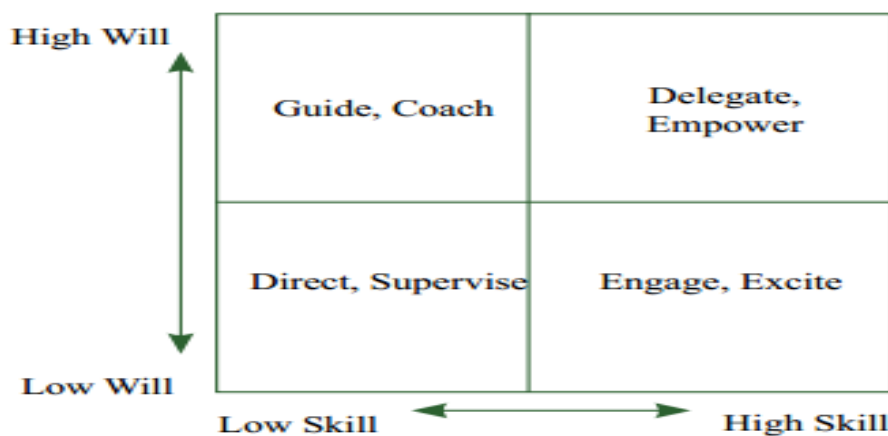 High Will
Guide, Coach
Delegate,
Empower
Direct, Supervise
Engage, Excite
Low Will
Low Skill
High Skill